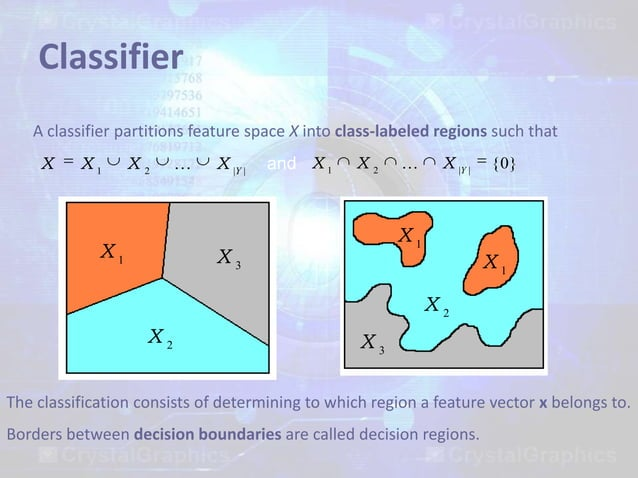 CrystalGraphics CrystalGraphics
Classifier
A classifier partitions feature space X into class-labeled regions such that
X = X₁ ∪ X₂ ∪ … ∪ X|Y| and X₁ ∩ X₂ ∩ … ∩ X|Y| = {0}
X₁ X₃
X₂
X₁ X₁
X₂
X₃
The classification consists of determining to which region a feature vector x belongs to.
Borders between decision boundaries are called decision regions.
CrystalGraphics CrystalGraphics